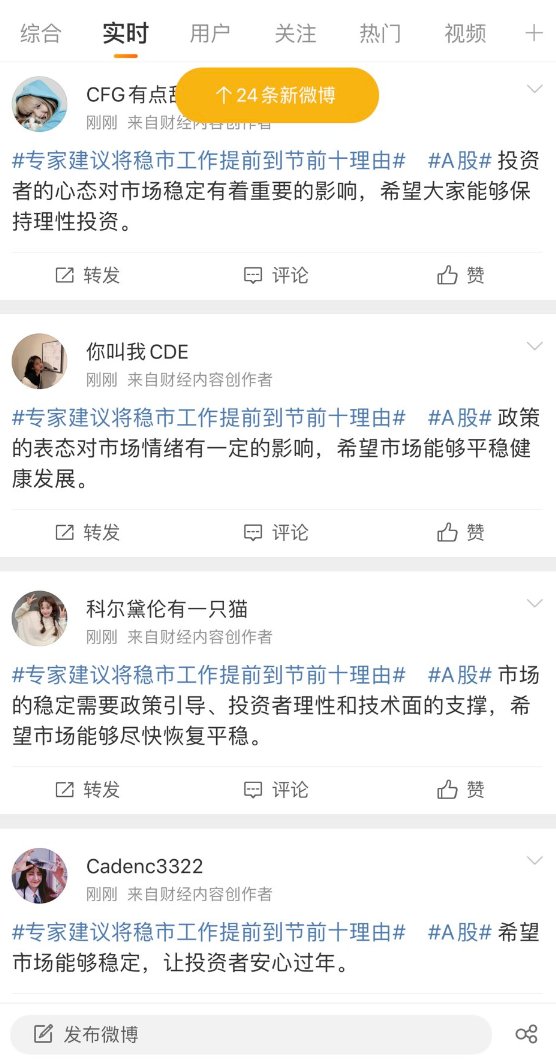 综合 实时 用户 关注 热门 视频
↑24条新微博
CFG有点
刚刚 来自财经内容创作者
#专家建议将稳市工作提前到节前十理由# #A股# 投资
者的心态对市场稳定有着重要的影响，希望大家能够保
持理性投资。
转发 评论 赞
你叫我CDE
刚刚 来自财经内容创作者
#专家建议将稳市工作提前到节前十理由# #A股# 政策
的表态对市场情绪有一定的影响，希望市场能够平稳健
康发展。
转发 评论 赞
科尔黛伦有一只猫
刚刚 来自财经内容创作者
#专家建议将稳市工作提前到节前十理由# #A股# 市场
的稳定需要政策引导、投资者理性和技术面的支撑，希
望市场能够尽快恢复平稳。
转发 评论 赞
Cadenc3322
刚刚 来自财经内容创作者
#专家建议将稳市工作提前到节前十理由# #A股# 希望
市场能够稳定，让投资者安心过年。
发布微博